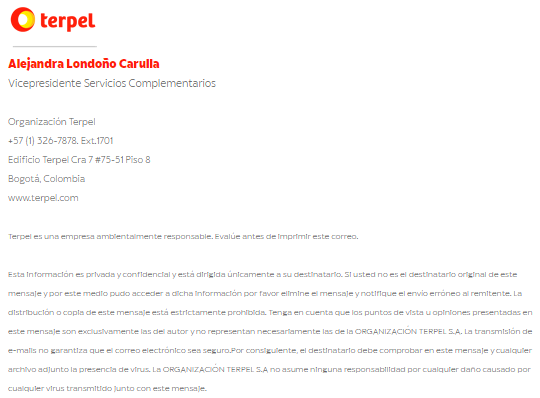 terpel
Alejandra Londoño Carulla
Vicepresidente Servicios Complementarios
Organización Terpel
+57 (1) 326-7878. Ext.1701
Edificio Terpel Cra 7 #75-51 Piso 8
Bogotá, Colombia
www.terpel.com
Terpel es una empresa ambientalmente responsable. Evalúe antes de imprimir este correo.
Esta información es privada y confidencial y está dirigida únicamente a su destinatario. Si usted no es el destinatario original de este
mensaje y por este medio pudo acceder a dicha información por favor elimine el mensaje y notifique el envío erróneo al remitente. La
distribución o copia de este mensaje está estrictamente prohibida. Tenga en cuenta que los puntos de vista u opiniones presentadas en
este mensaje son exclusivamente las del autor y no representan necesariamente las de la ORGANIZACIÓN TERPEL S.A. La transmisión de
e-mails no garantiza que el correo electrónico sea seguro.Por consiguiente, el destinatario debe comprobar en este mensaje y cualquier
archivo adjunto la presencia de virus. La ORGANIZACIÓN TERPEL S.A no asume ninguna responsabilidad por cualquier daño causado por
cualquier virus transmitido junto con este mensaje.